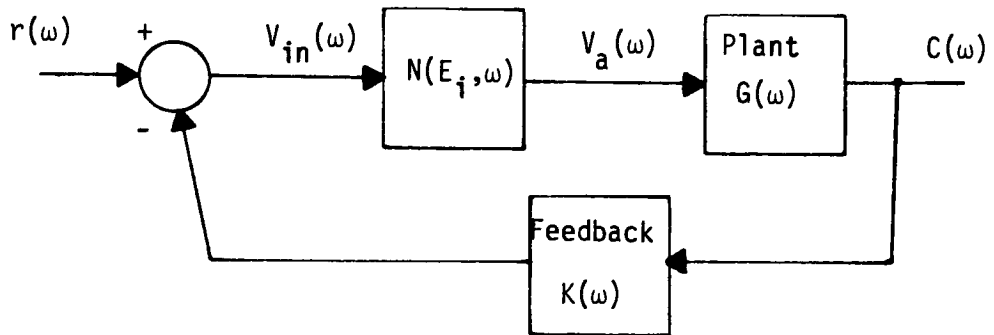 r(ω)
+
-
V_in(ω)
N(E_i,ω)
V_a(ω)
Plant
G(ω)
C(ω)
Feedback
K(ω)